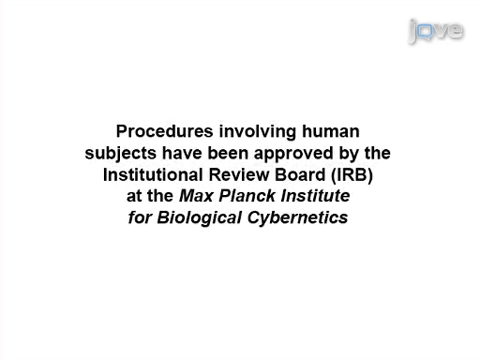 jove
Procedures involving human
subjects have been approved by the
Institutional Review Board (IRB)
at the Max Planck Institute
for Biological Cybernetics